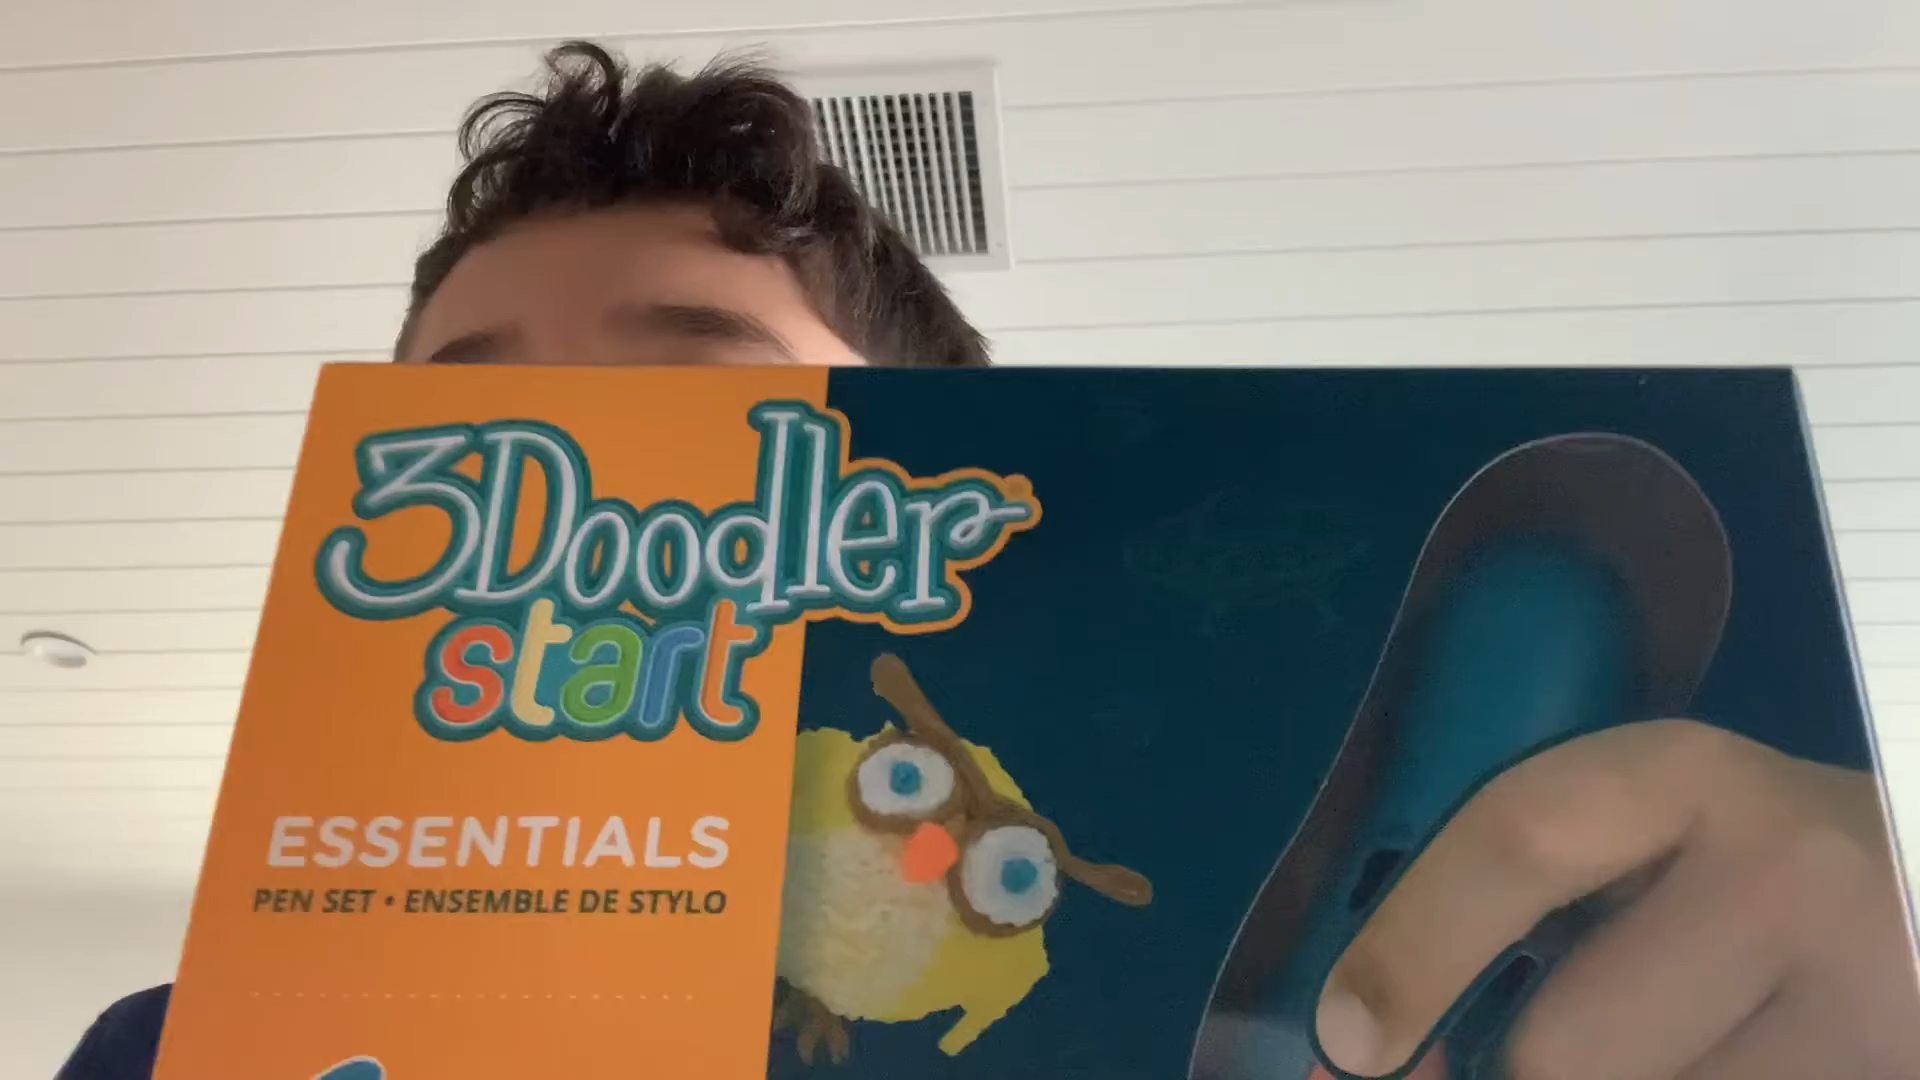 3Doodler
start
ESSENTIALS
PEN SET • ENSEMBLE DE STYLO